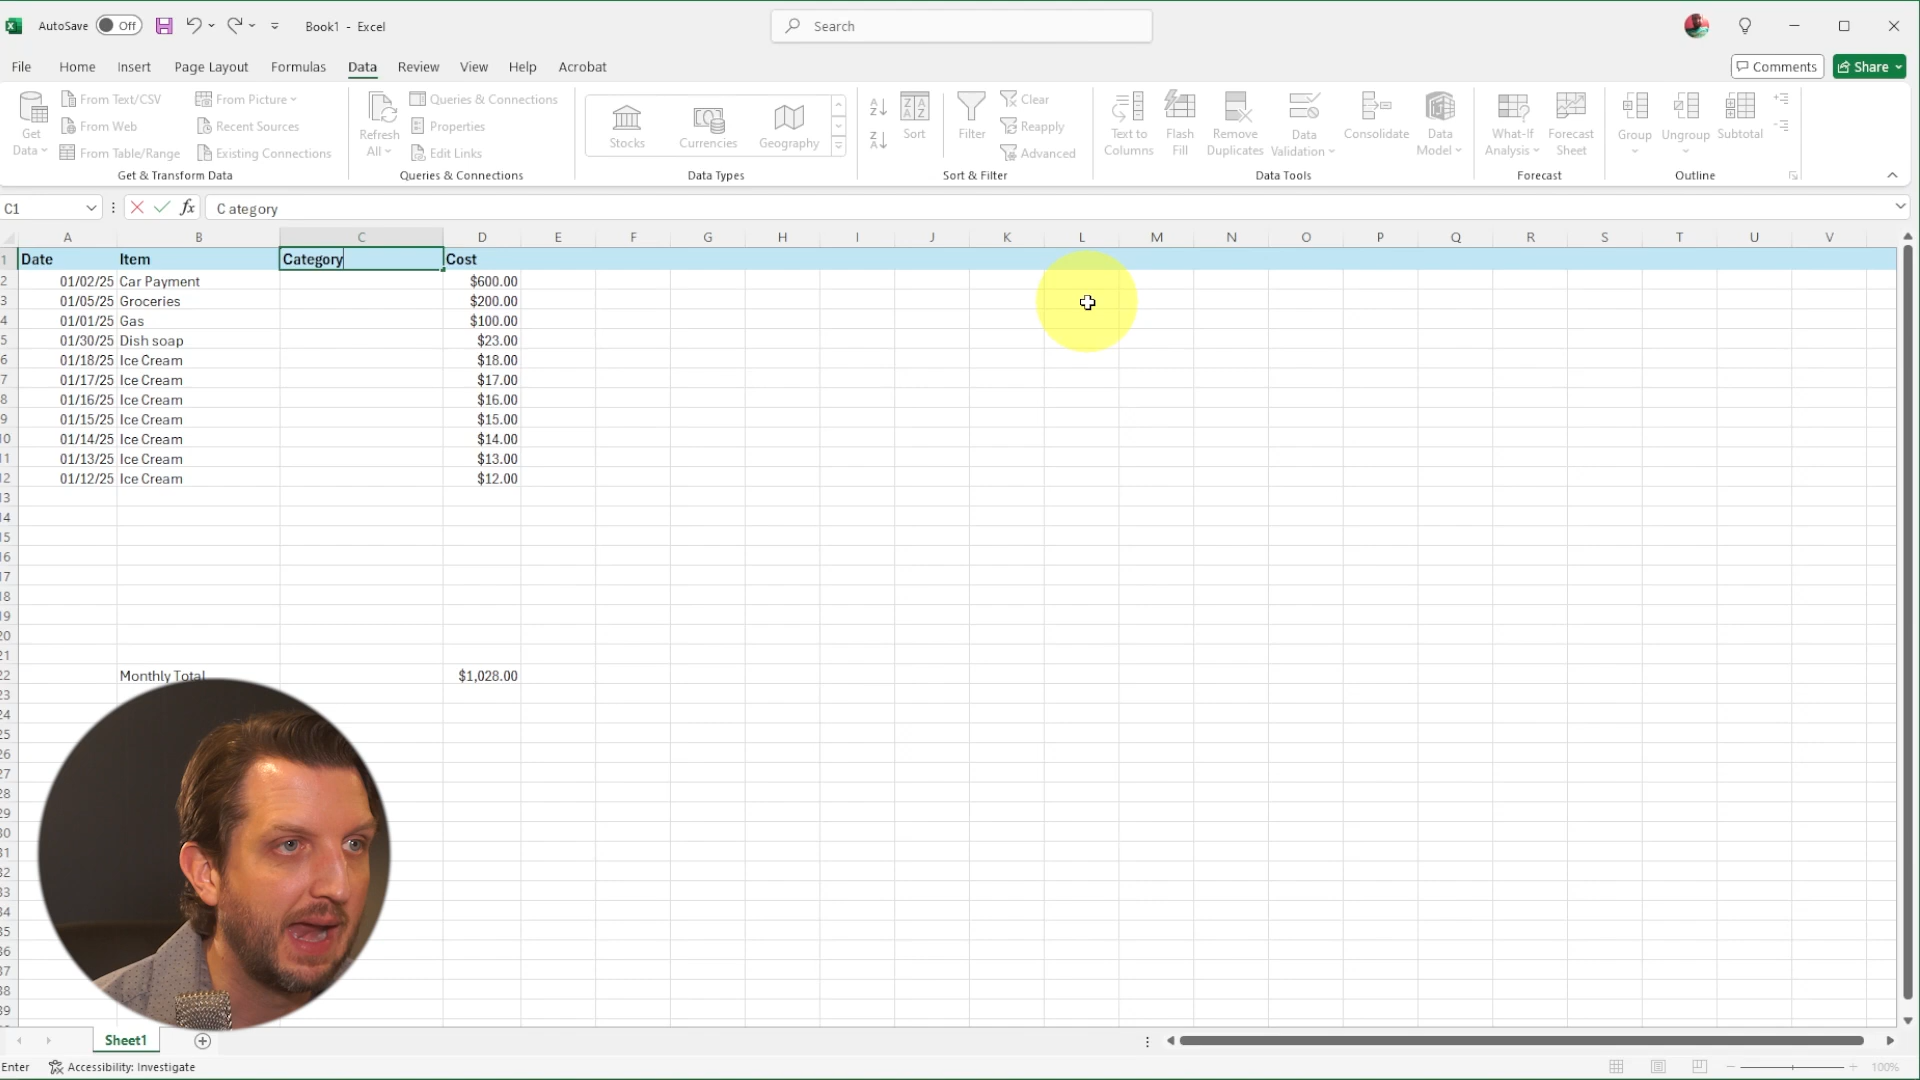 AutoSave Off Book1 - Excel Search
File Home Insert Page Layout Formulas Data Review View Help Acrobat Comments Share
Get Data From Text/CSV From Web From Table/Range From Picture Recent Sources Existing Connections
Refresh All Queries & Connections Properties Edit Links
Stocks Currencies Geography
Sort Filter Clear Reapply Advanced
Text to Columns Flash Fill Remove Duplicates Data Validation Consolidate Data Model
What-If Analysis Forecast Sheet Group Ungroup Subtotal
Get & Transform Data Queries & Connections Data Types Sort & Filter Data Tools Forecast Outline
C1 fx C ategory
A B C D E F G H I J K L M N O P Q R S T U V
1 Date Item Category Cost
2 01/02/25 Car Payment $600.00
3 01/05/25 Groceries $200.00
4 01/01/25 Gas $100.00
5 01/30/25 Dish soap $23.00
6 01/18/25 Ice Cream $18.00
7 01/17/25 Ice Cream $17.00
8 01/16/25 Ice Cream $16.00
9 01/15/25 Ice Cream $15.00
10 01/14/25 Ice Cream $14.00
11 01/13/25 Ice Cream $13.00
12 01/12/25 Ice Cream $12.00
13
14
15
16
17
18
19
20
21
22 Monthly Total $1,028.00
23
24
25
26
27
28
29
30
31
32
33
34
35
36
37
38
39
Sheet1
Enter Accessibility: Investigate 100%